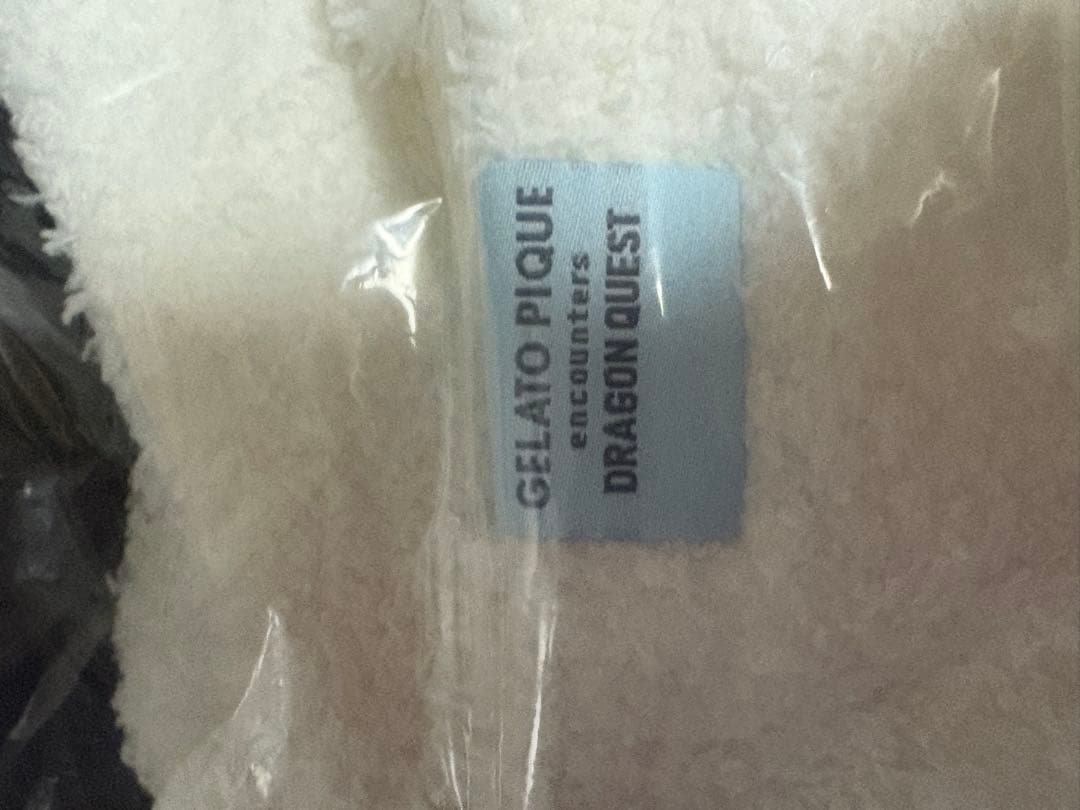 GELATO PIQUE
encounters
DRAGON QUEST